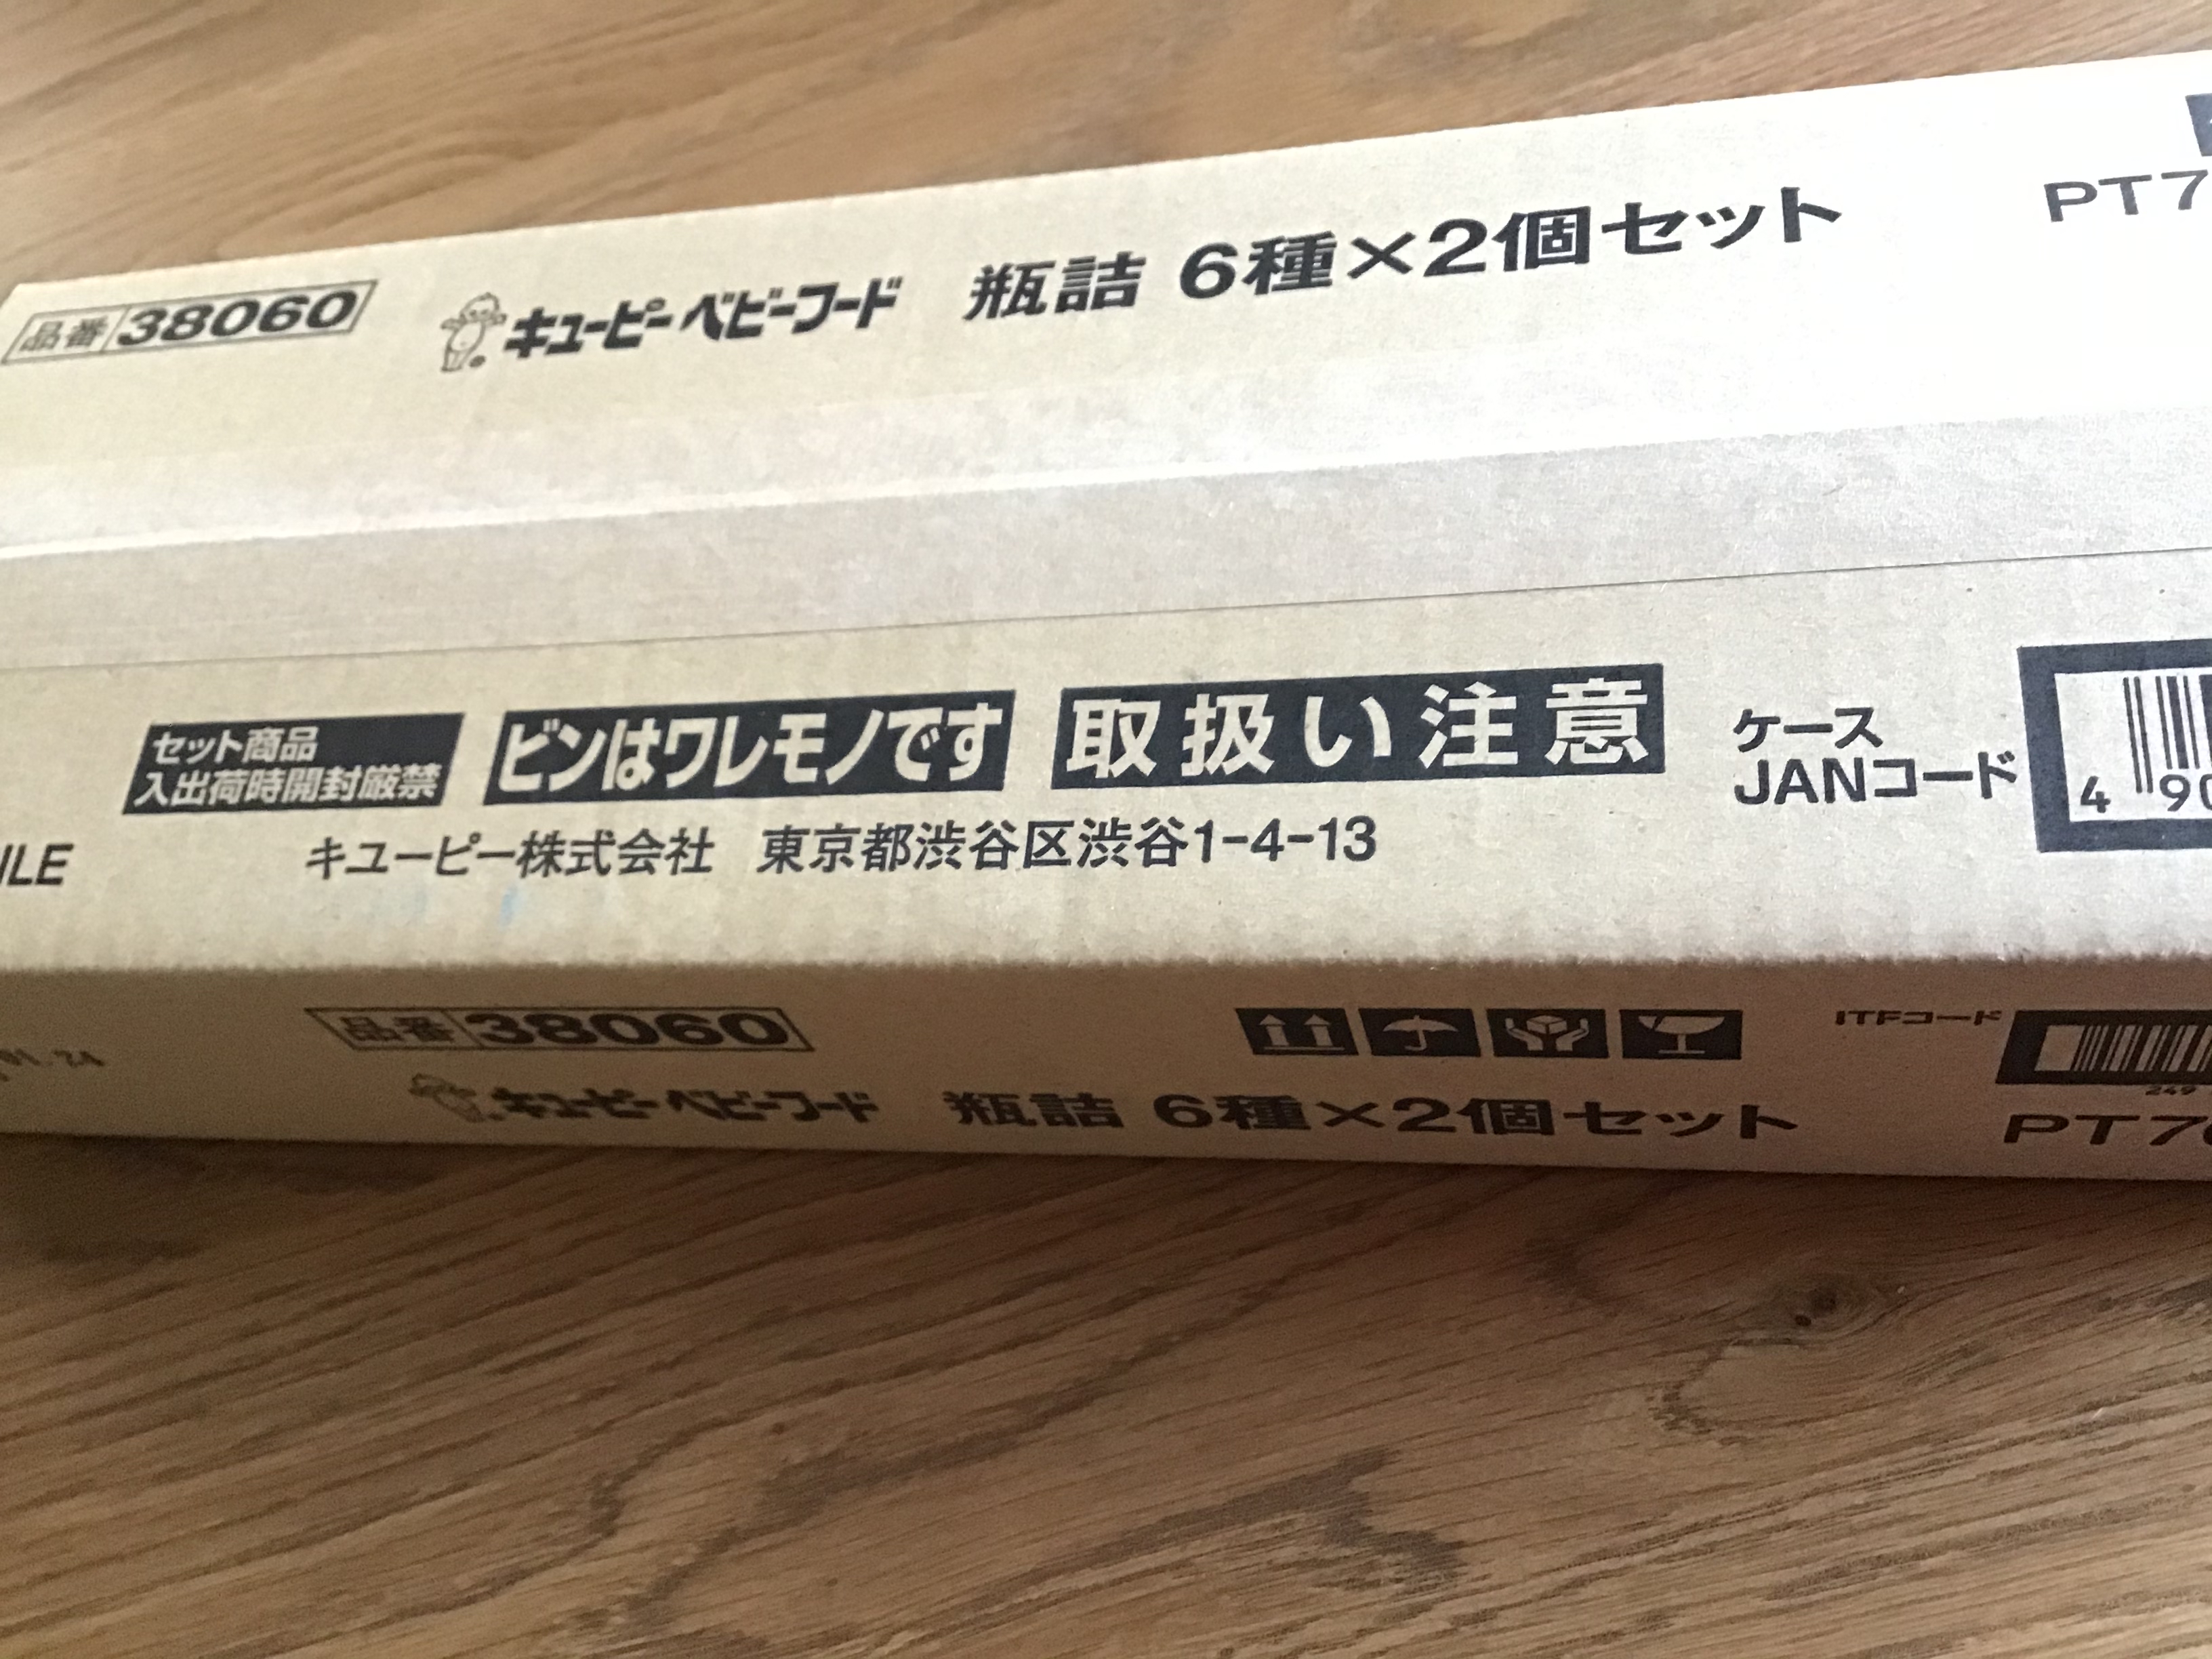 品番 38060
キユーピー ベビーフード 瓶詰 6種×2個セット
PT7
セット商品
入出荷時開封厳禁
ビンはワレモノです
取扱い注意
ケース
JANコード
4 90
キユーピー株式会社 東京都渋谷区渋谷1-4-13
品番 38060
ITFコード
249
キユーピー ベビーフード 瓶詰 6種×2個セット
PT7